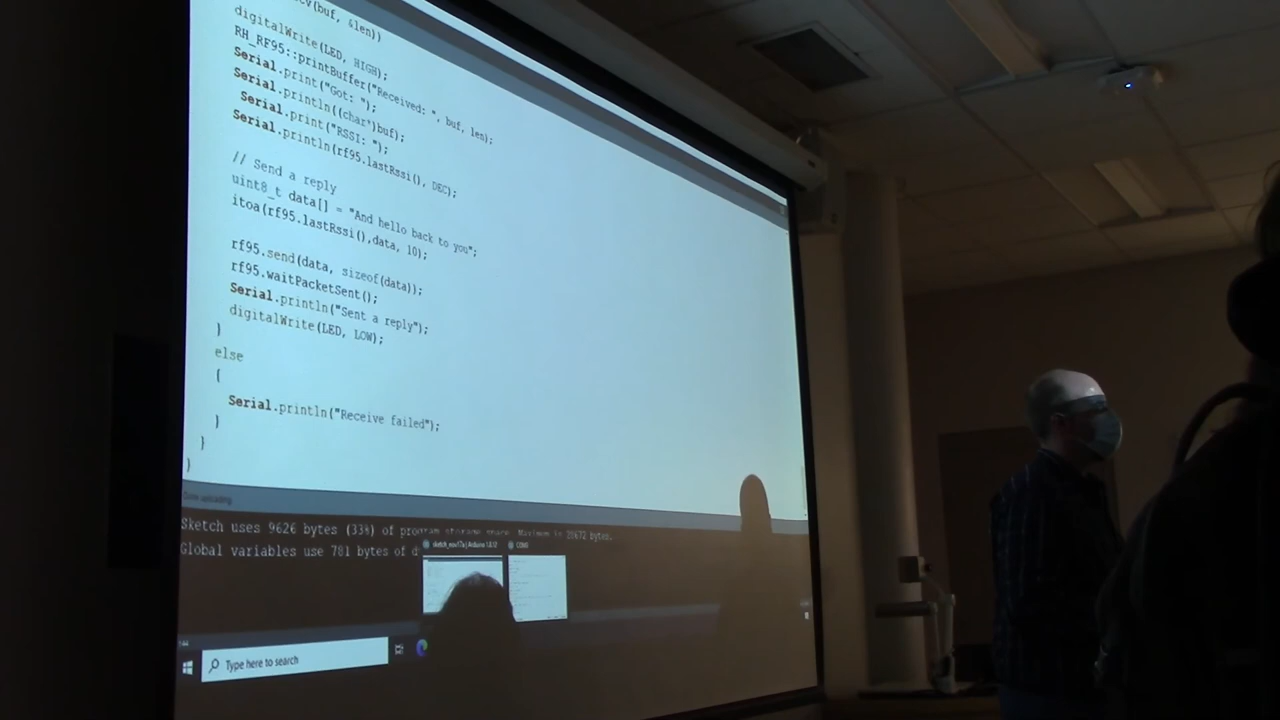 (buf, &len))
digitalWrite(LED, HIGH);
RH_RF95::printBuffer("Received: ", buf, len);
Serial.print("Got: ");
Serial.println((char*)buf);
Serial.print("RSSI: ");
Serial.println(rf95.lastRssi(), DEC);
// Send a reply
uint8_t data[] = "And hello back to you";
itoa(rf95.lastRssi(),data, 10);
rf95.send(data, sizeof(data));
rf95.waitPacketSent();
Serial.println("Sent a reply");
digitalWrite(LED, LOW);
}
else
{
Serial.println("Receive failed");
}
}
}
Done uploading.
Sketch uses 9626 bytes (33%) of program storage space. Maximum is 28672 bytes.
Global variables use 781 bytes of d
Type here to search